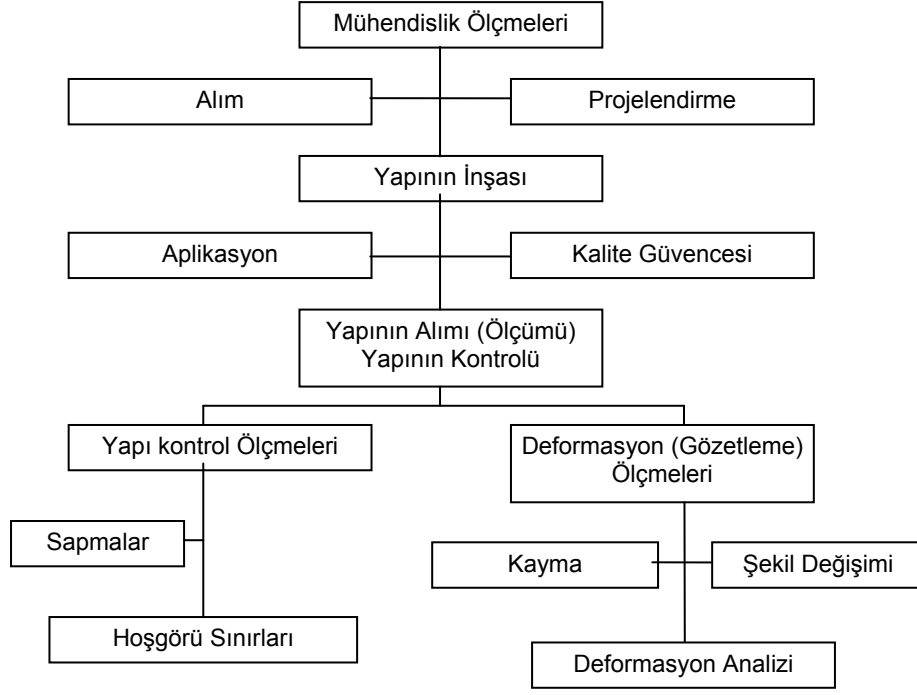 Mühendislik Ölçmeleri
Alım
Projelendirme
Yapının İnşası
Aplikasyon
Kalite Güvencesi
Yapının Alımı (Ölçümü)
Yapının Kontrolü
Yapı kontrol Ölçmeleri
Deformasyon (Gözetleme)
Ölçmeleri
Sapmalar
Kayma
Şekil Değişimi
Hoşgörü Sınırları
Deformasyon Analizi